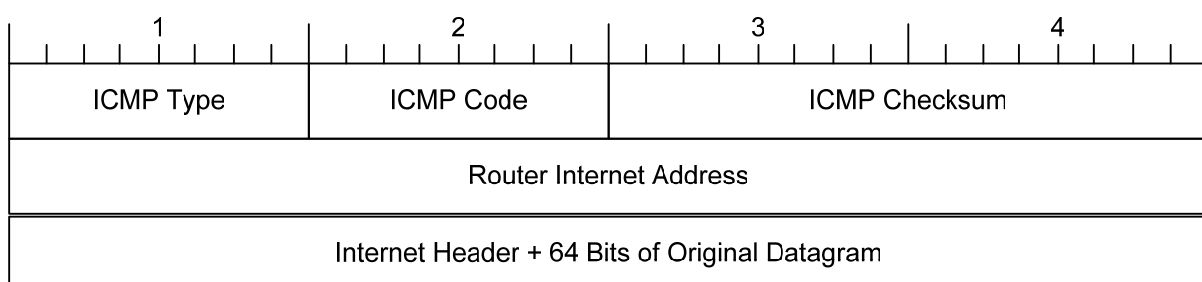 1 2 3 4
ICMP Type ICMP Code ICMP Checksum
Router Internet Address
Internet Header + 64 Bits of Original Datagram